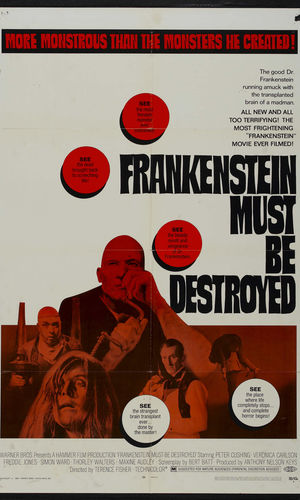 MORE MONSTROUS THAN THE MONSTERS HE CREATED!
The good Dr.
Frankenstein
running amuck with
the transplanted
brain of a madman.
ALL NEW AND ALL
TOO TERRIFYING! THE
MOST FRIGHTENING
"FRANKENSTEIN"
MOVIE EVER FILMED!
SEE
SEE
FRANKENSTEIN
MUST
BE
DESTROYED
SEE
SEE
the strangest
brain transplant
ever...
done by the
master!
SEE
the place
where life
completely
stops...
and complete
horror begins!
WARNER BROS. Presents A HAMMER FILM PRODUCTION "FRANKENSTEIN MUST BE DESTROYED" Starring PETER CUSHING · VERONICA CARLSON
FREDDIE JONES · SIMON WARD · THORLEY WALTERS · MAXINE AUDLEY · Screenplay by BERT BATT · Produced by ANTHONY NELSON KEYS
Directed by TERENCE FISHER · TECHNICOLOR®